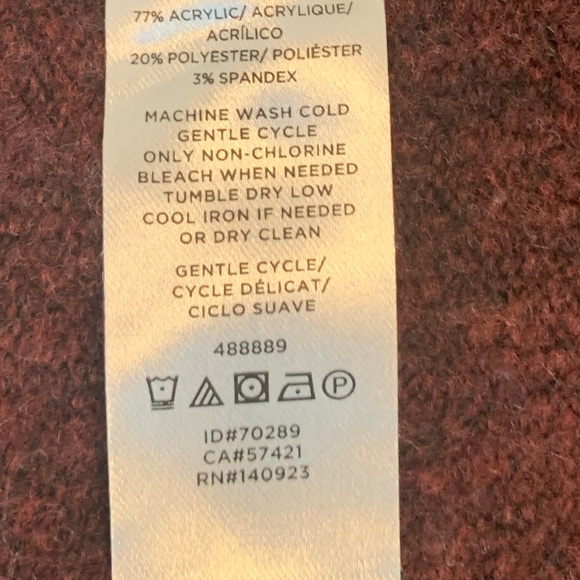 77% ACRYLIC/ ACRYLIQUE/
ACRÍLICO
20% POLYESTER/ POLIÉSTER
3% SPANDEX
MACHINE WASH COLD
GENTLE CYCLE
ONLY NON-CHLORINE
BLEACH WHEN NEEDED
TUMBLE DRY LOW
COOL IRON IF NEEDED
OR DRY CLEAN
GENTLE CYCLE/
CYCLE DÉLICAT/
CICLO SUAVE
488889
P
ID#70289
CA#57421
RN#140923